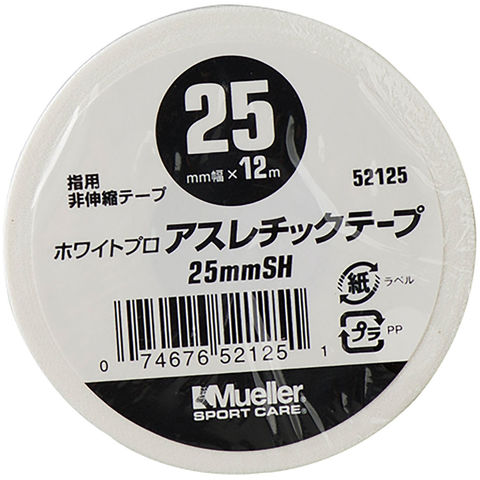 25
mm幅×12m
指用
非伸縮テープ
52125
ホワイトプロ アスレチックテープ
25mmSH
紙 ラベル
プラ PP
0 74676 52125 1
Mueller
SPORT CARE®